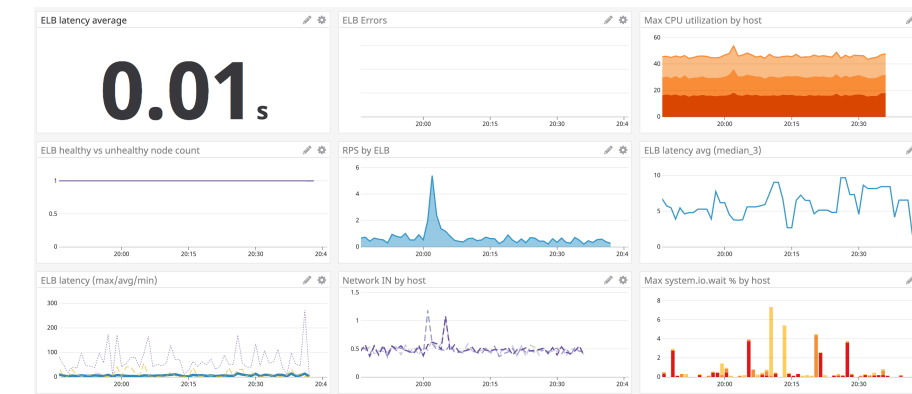 ELB latency average
0.01s
ELB Errors
20:00 20:15 20:30 20:4
Max CPU utilization by host
60
40
20
0
20:00 20:15 20:30
ELB healthy vs unhealthy node count
1
0.5
0
20:00 20:15 20:30 20:4
RPS by ELB
6
4
2
0
20:00 20:15 20:30 20:4
ELB latency avg (median_3)
10
5
0
20:00 20:15 20:30
ELB latency (max/avg/min)
300
200
100
0
20:00 20:15 20:30 20:4
Network IN by host
1.5
1
0.5
0
20:00 20:15 20:30 20:4
Max system.io.wait % by host
8
6
4
2
0
20:00 20:15 20:30